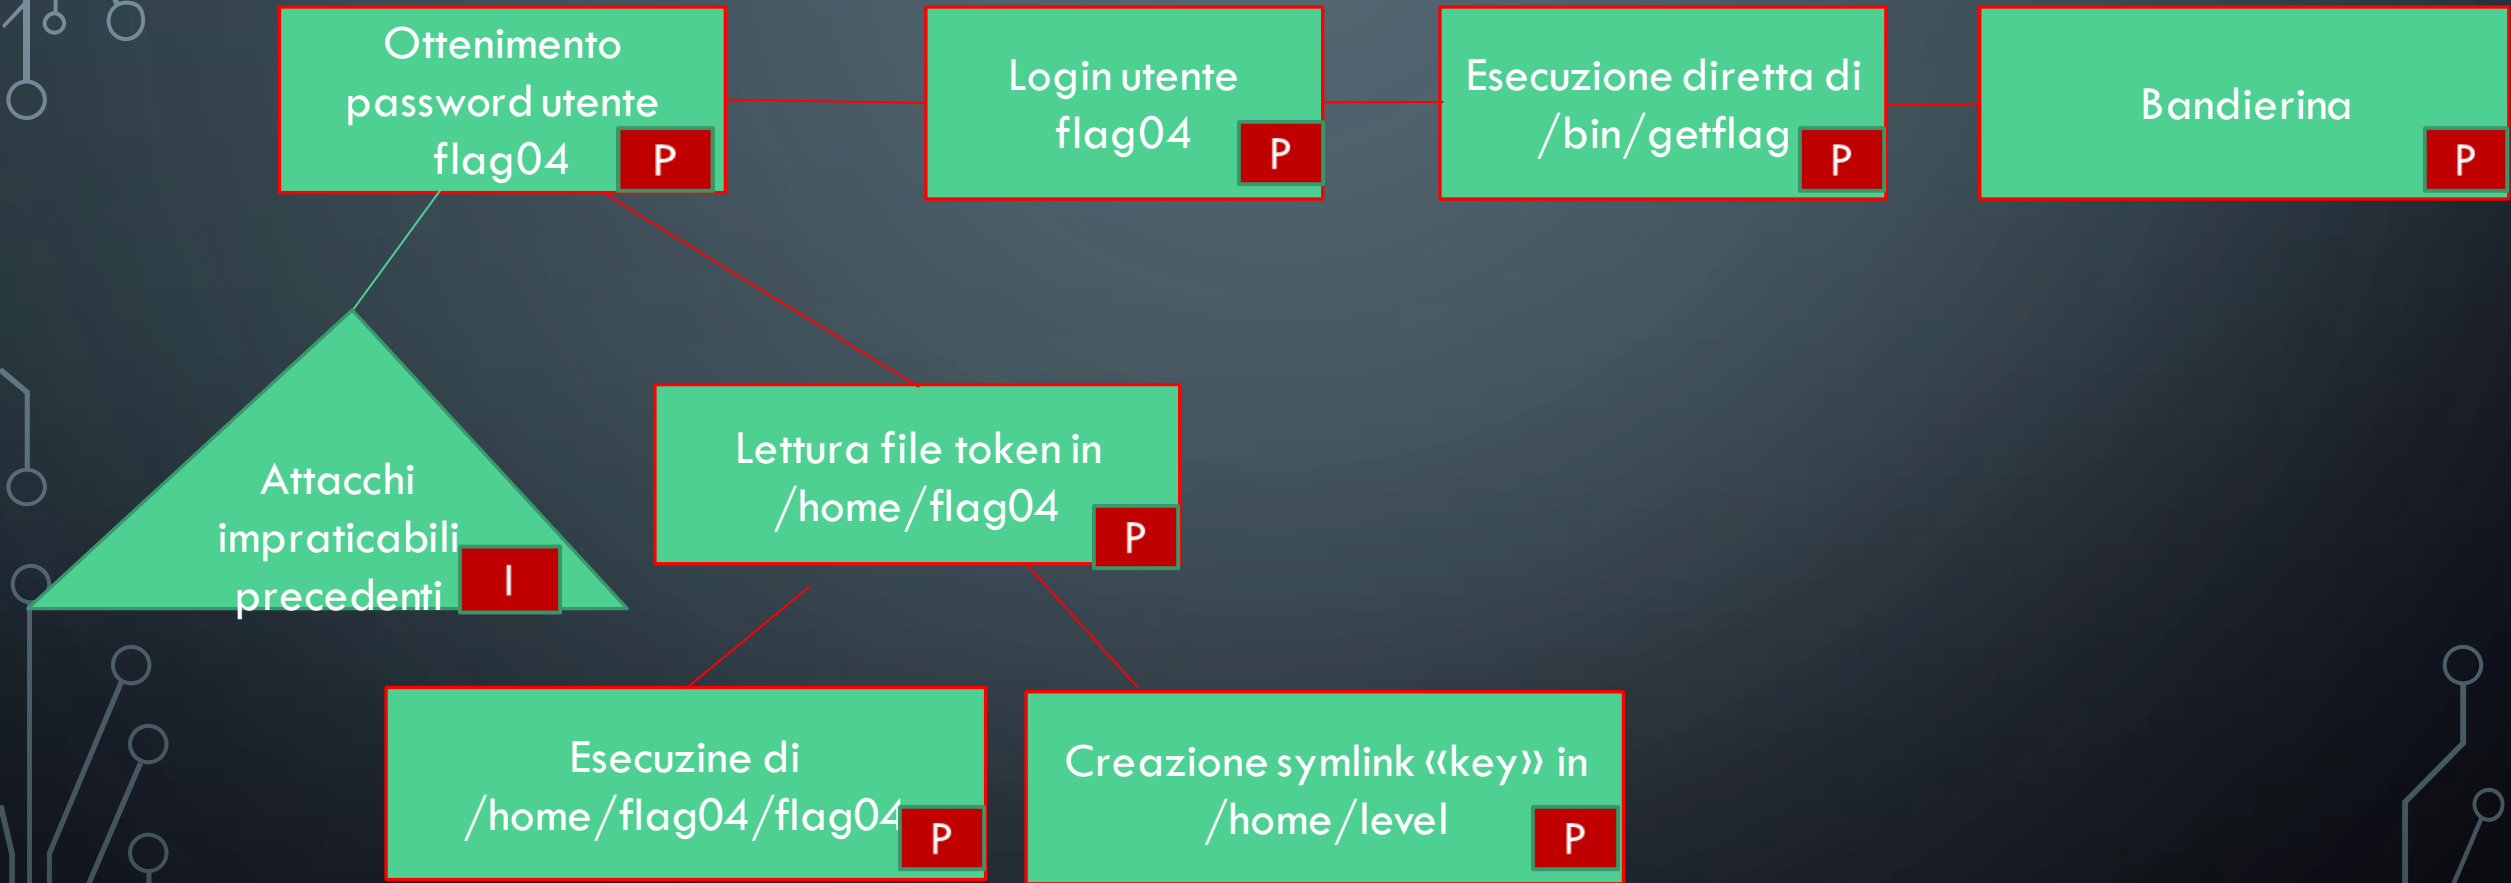 Ottenimento
password utente
flag04
P
Login utente
flag04
P
Esecuzione diretta di
/bin/getflag
P
Bandierina
P
Attacchi
impraticabili
precedenti
I
Lettura file token in
/home/flag04
P
Esecuzine di
/home/flag04/flag04
P
Creazione symlink «key» in
/home/level
P